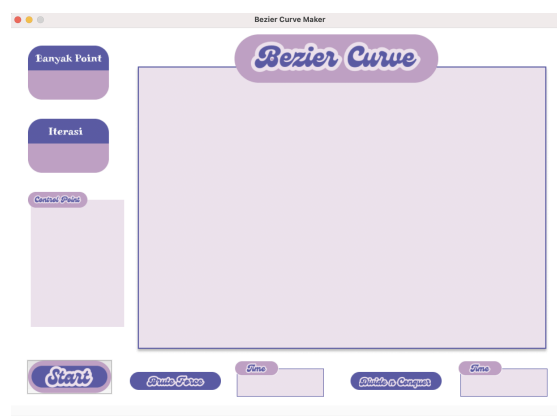 Bezier Curve Maker
Bezier Curve
Banyak Point
Iterasi
Control Point
Start
Brute Force
Time
Divide n Conquer
Time